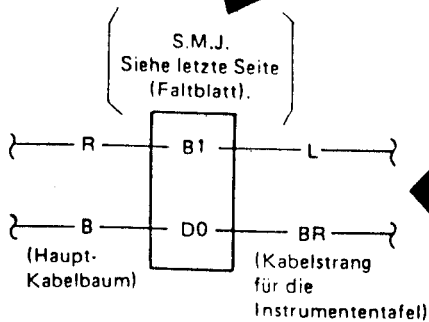 S.M.J.
Siehe letzte Seite
(Faltblatt).
R B1 L
B D0 BR
(Haupt-
Kabelbaum)
(Kabelstrang
für die
Instrumententafel)